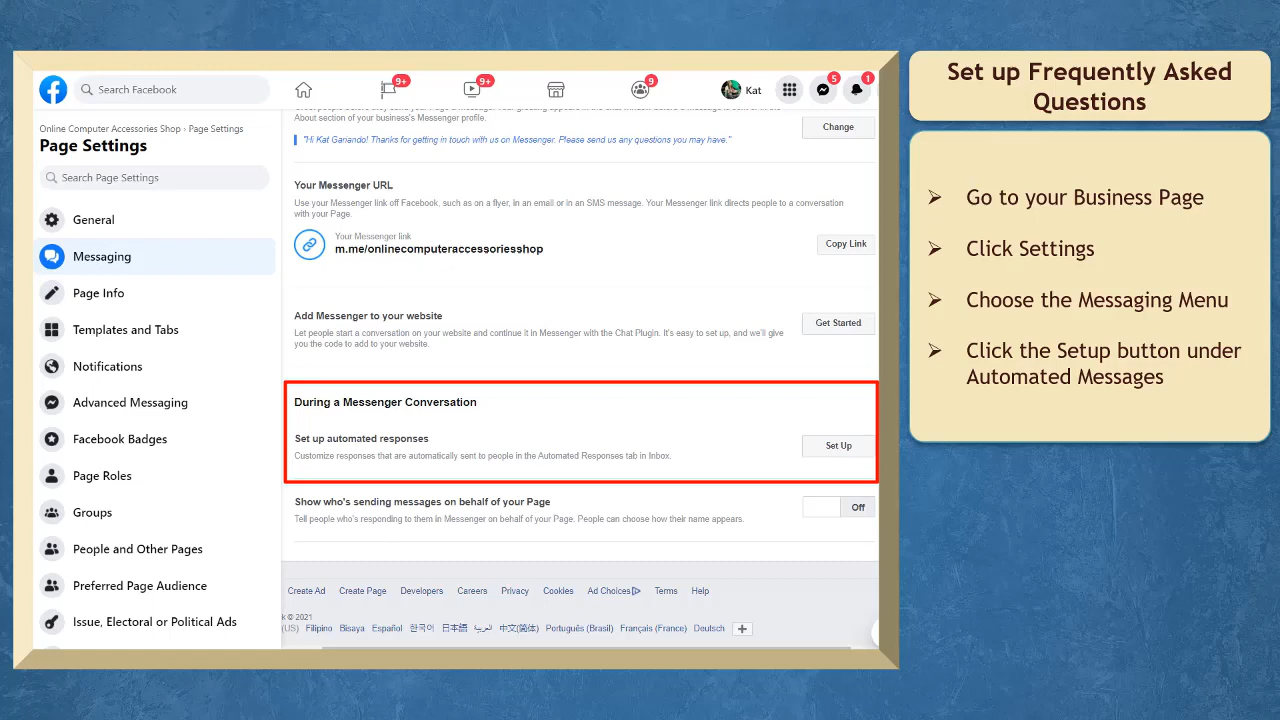 Search Facebook
9+
9+
9
Kat
5
1
Online Computer Accessories Shop › Page Settings
Page Settings
Search Page Settings
General
Messaging
Page Info
Templates and Tabs
Notifications
Advanced Messaging
Facebook Badges
Page Roles
Groups
People and Other Pages
Preferred Page Audience
Issue, Electoral or Political Ads
About section of your business's Messenger profile.
Change
"Hi Kat Gariando! Thanks for getting in touch with us on Messenger. Please send us any questions you may have."
Your Messenger URL
Use your Messenger link off Facebook, such as on a flyer, in an email or in an SMS message. Your Messenger link directs people to a conversation
with your Page.
Your Messenger link
m.me/onlinecomputeraccessoriesshop
Copy Link
Add Messenger to your website
Let people start a conversation on your website and continue it in Messenger with the Chat Plugin. It's easy to set up, and we'll give
you the code to add to your website.
Get Started
During a Messenger Conversation
Set up automated responses
Customize responses that are automatically sent to people in the Automated Responses tab in Inbox.
Set Up
Show who's sending messages on behalf of your Page
Tell people who's responding to them in Messenger on behalf of your Page. People can choose how their name appears.
Off
Create Ad Create Page Developers Careers Privacy Cookies Ad Choices Terms Help
k © 2021
(US) Filipino Bisaya Español 한국어 日本語 العربية 中文(简体) Português (Brasil) Français (France) Deutsch
Set up Frequently Asked
Questions
Go to your Business Page
Click Settings
Choose the Messaging Menu
Click the Setup button under
Automated Messages